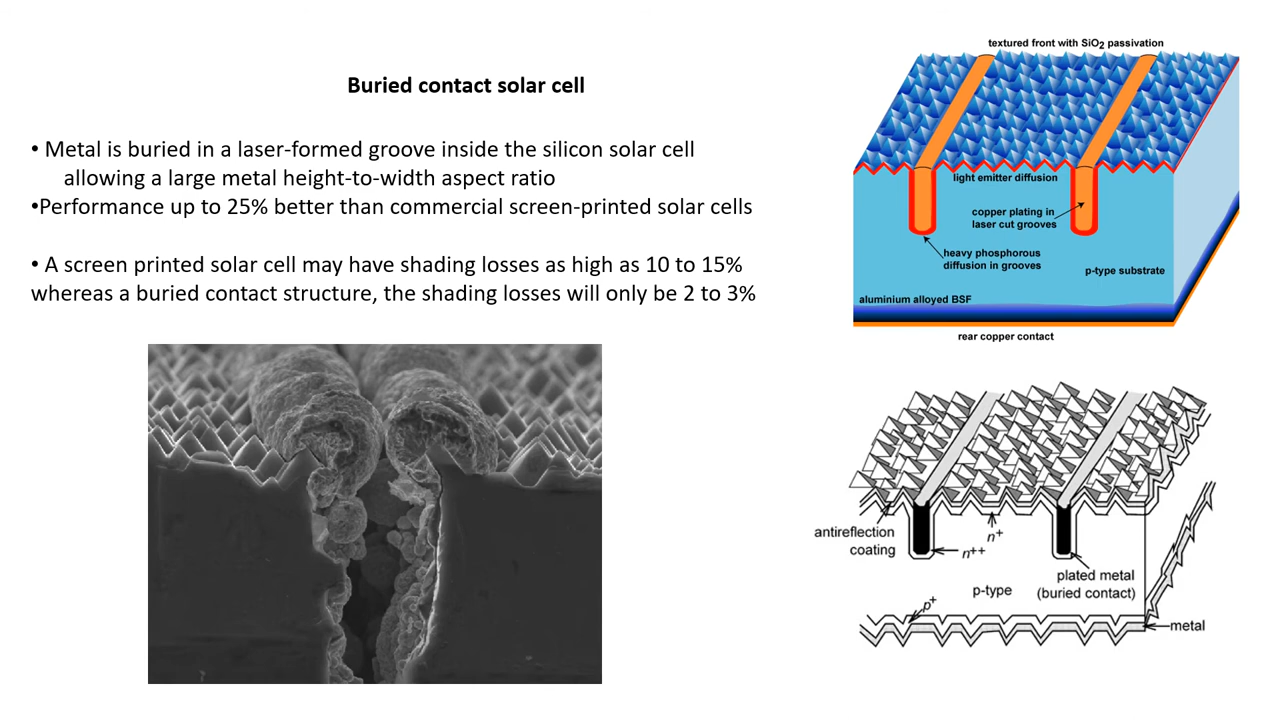 Buried contact solar cell
• Metal is buried in a laser-formed groove inside the silicon solar cell
allowing a large metal height-to-width aspect ratio
•Performance up to 25% better than commercial screen-printed solar cells
• A screen printed solar cell may have shading losses as high as 10 to 15%
whereas a buried contact structure, the shading losses will only be 2 to 3%
textured front with SiO₂ passivation
light emitter diffusion
copper plating in
laser cut grooves
heavy phosphorous
diffusion in grooves
p-type substrate
aluminium alloyed BSF
rear copper contact
antireflection
coating
n⁺
n⁺⁺
plated metal
(buried contact)
p-type
p⁺
metal